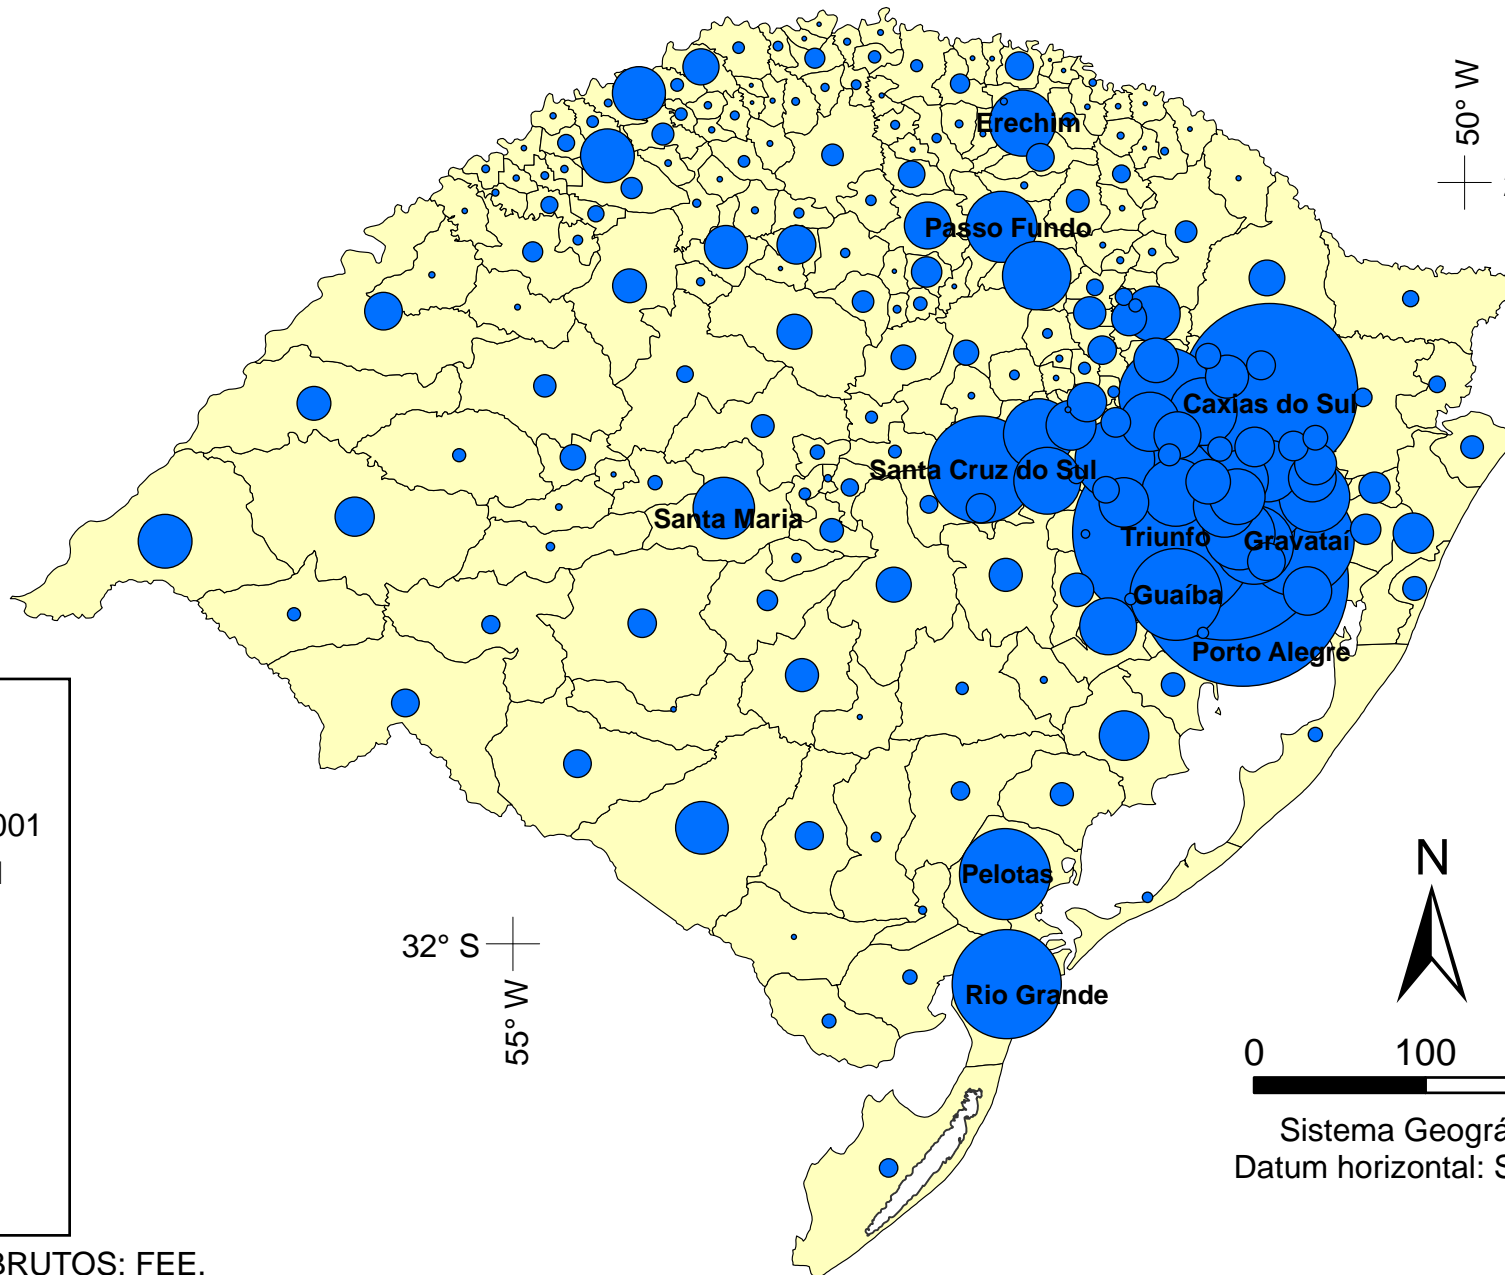 50° W
Erechim
Passo Fundo
Caxias do Sul
Santa Cruz do Sul
Santa Maria
Triunfo
Gravataí
Guaíba
Porto Alegre
001
Pelotas
N
32° S
Rio Grande
55° W
0 100
Sistema Geográ
Datum horizontal: S
BRUTOS: FEE.